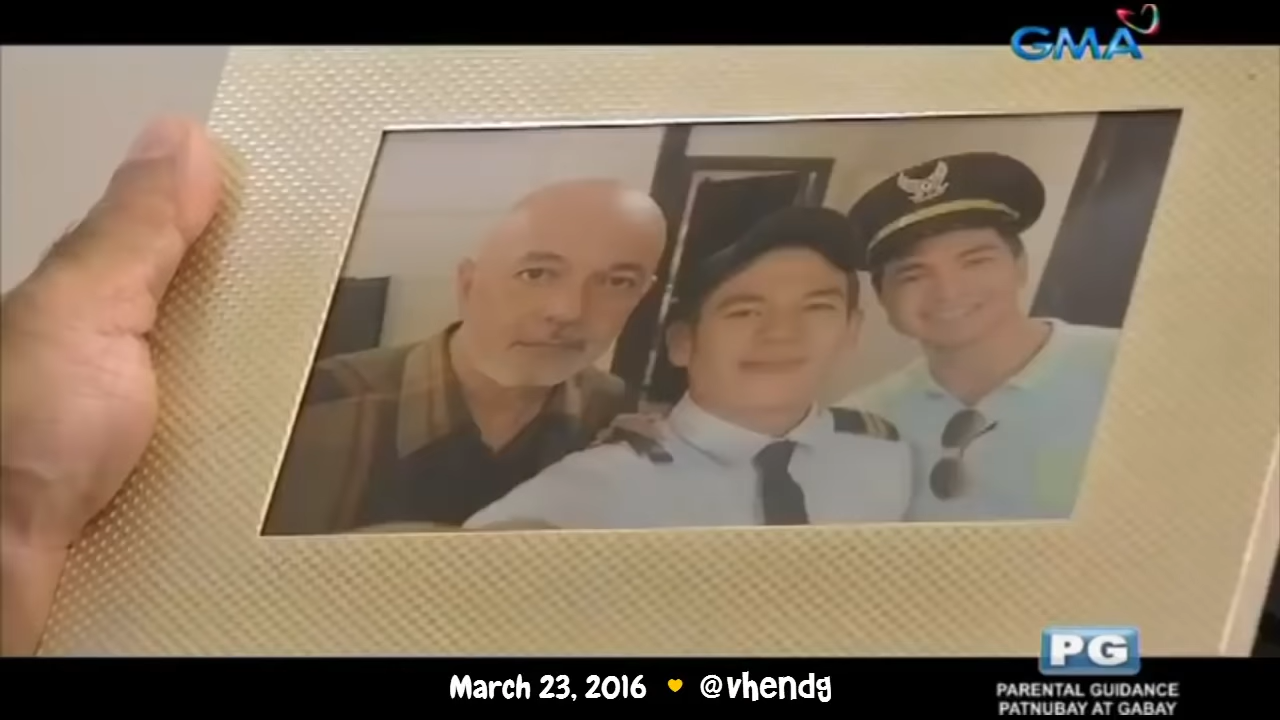 GMA
PG
March 23, 2016 💛 @vhendg
PARENTAL GUIDANCE
PATNUBAY AT GABAY